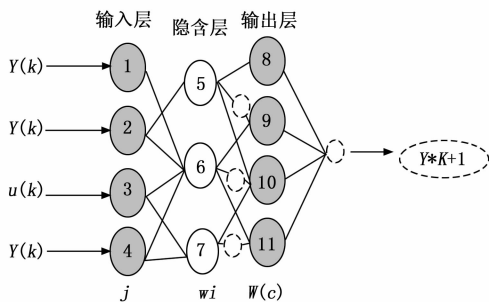 输入层 隐含层 输出层
Y(k) 1 5 8
Y(k) 2 9
u(k) 3 6 10
Y(k) 4 7 11
Y*K+1
j wi W(c)